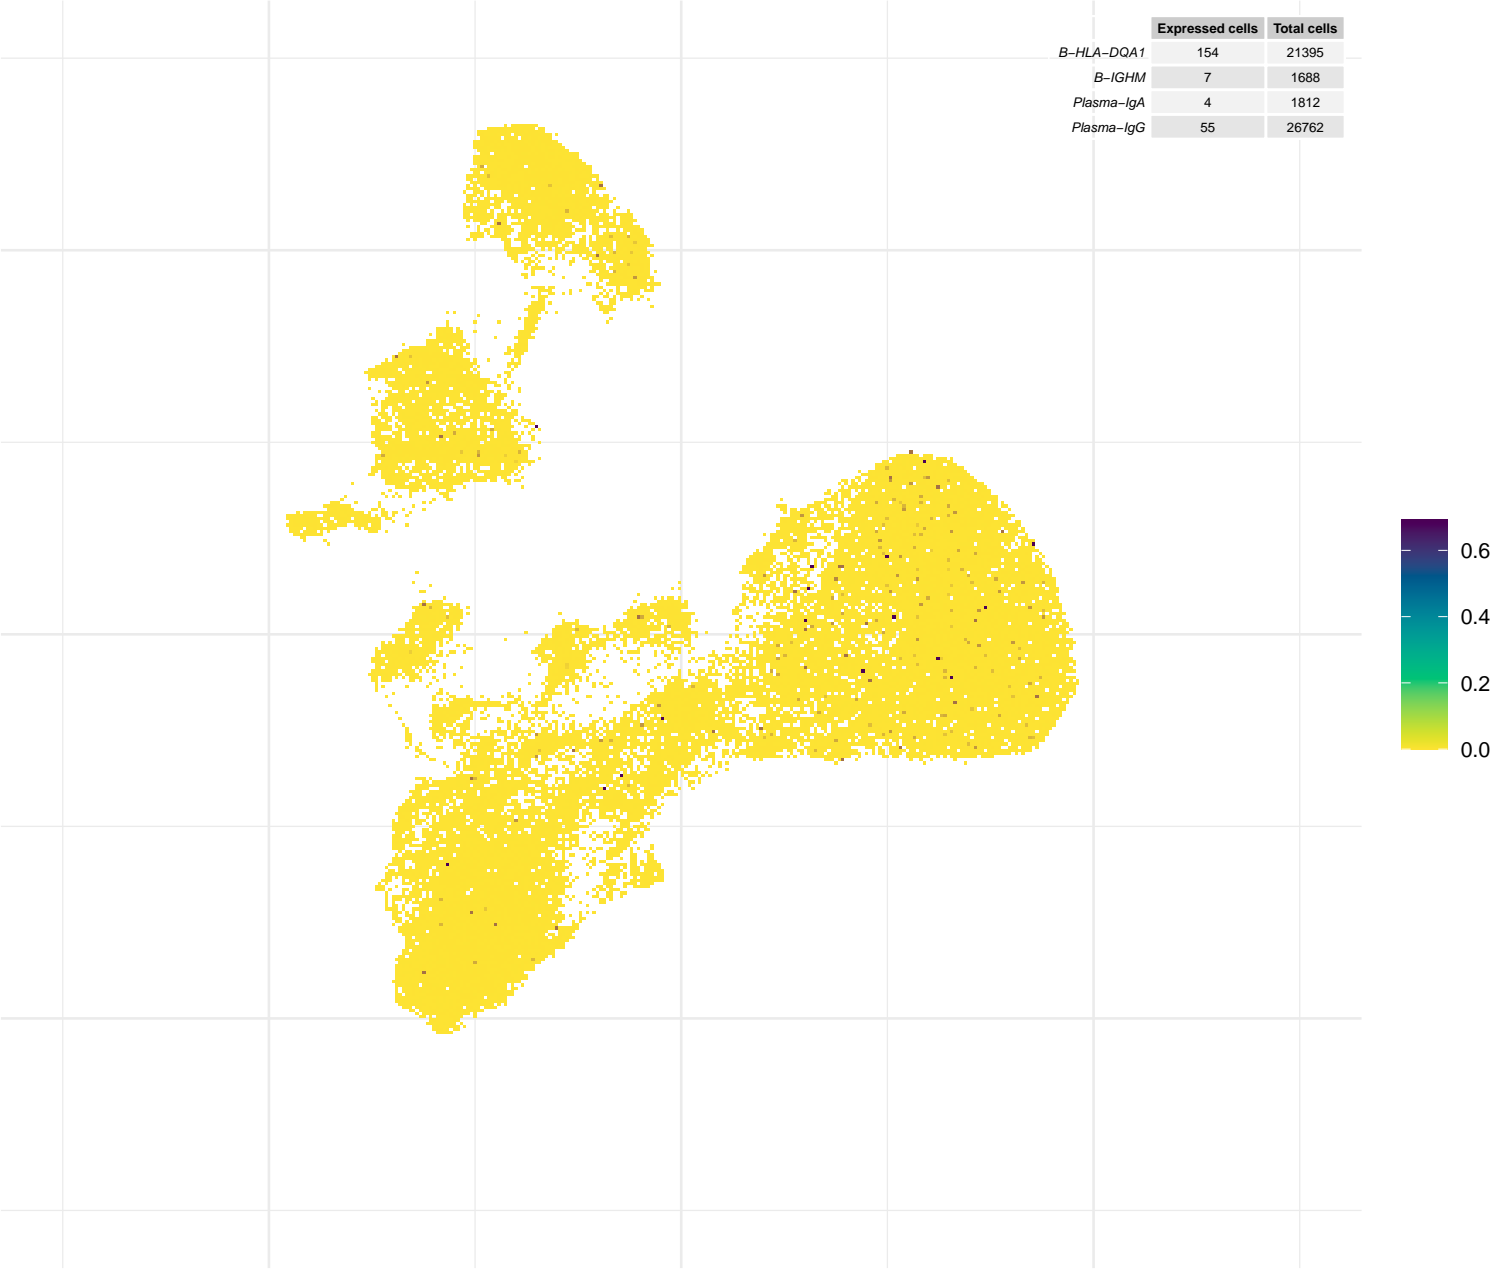 Expressed cells Total cells
B−HLA−DQA1 154 21395
B−IGHM 7 1688
Plasma−IgA 4 1812
Plasma−IgG 55 26762
0.6
0.4
0.2
0.0